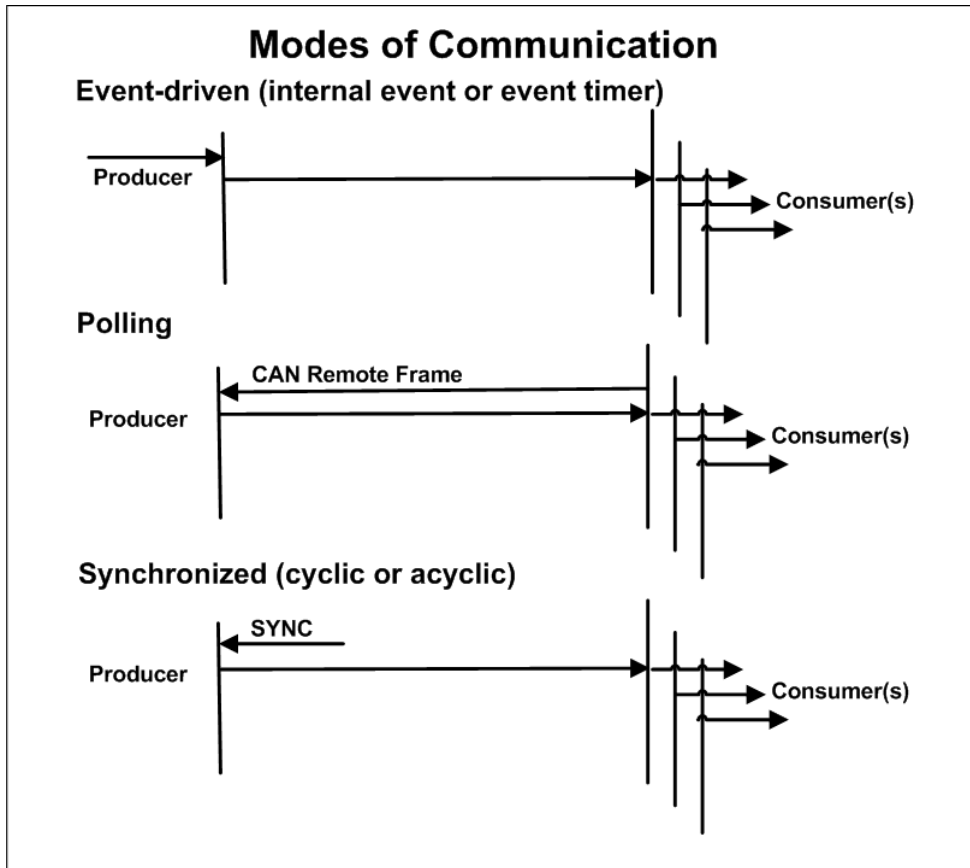 Modes of Communication
Event-driven (internal event or event timer)
Producer
Consumer(s)
Polling
CAN Remote Frame
Producer
Consumer(s)
Synchronized (cyclic or acyclic)
SYNC
Producer
Consumer(s)